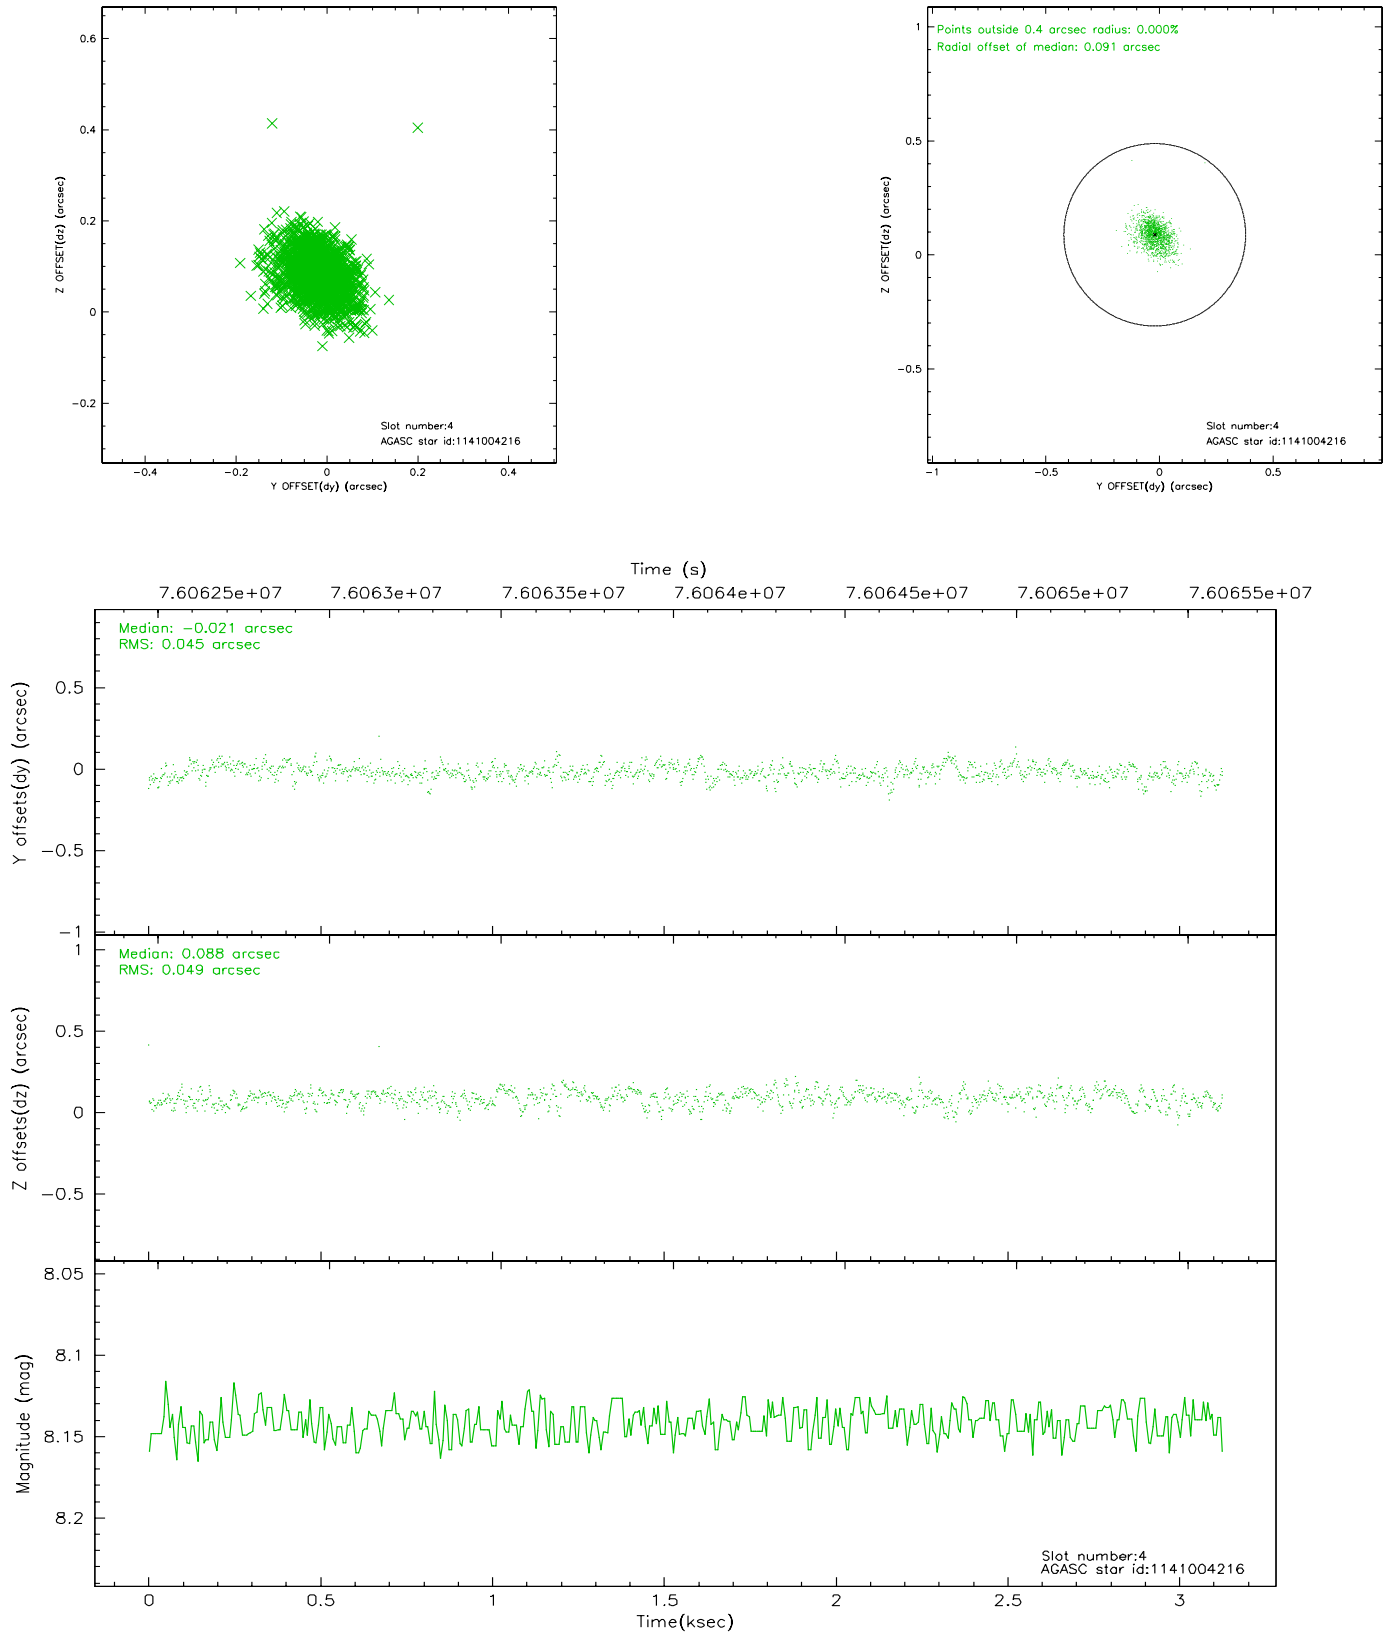 0.6
0.4
0.2
0
−0.2
Z OFFSET(dz) (arcsec)
−0.4
−0.2
0
0.2
0.4
Y OFFSET(dy) (arcsec)
Slot number:4
AGASC star id:1141004216
Points outside 0.4 arcsec radius: 0.000%
Radial offset of median: 0.091 arcsec
1
0.5
0
−0.5
Z OFFSET(dz) (arcsec)
−1
−0.5
0
0.5
Y OFFSET(dy) (arcsec)
Slot number:4
AGASC star id:1141004216
Time (s)
7.60625e+07
7.6063e+07
7.60635e+07
7.6064e+07
7.60645e+07
7.6065e+07
7.60655e+07
Median: −0.021 arcsec
RMS: 0.045 arcsec
0.5
0
−0.5
−1
Y offsets(dy) (arcsec)
Median: 0.088 arcsec
RMS: 0.049 arcsec
1
0.5
0
−0.5
Z offsets(dz) (arcsec)
8.05
8.1
8.15
8.2
Magnitude (mag)
Slot number:4
AGASC star id:1141004216
0
0.5
1
1.5
2
2.5
3
Time(ksec)